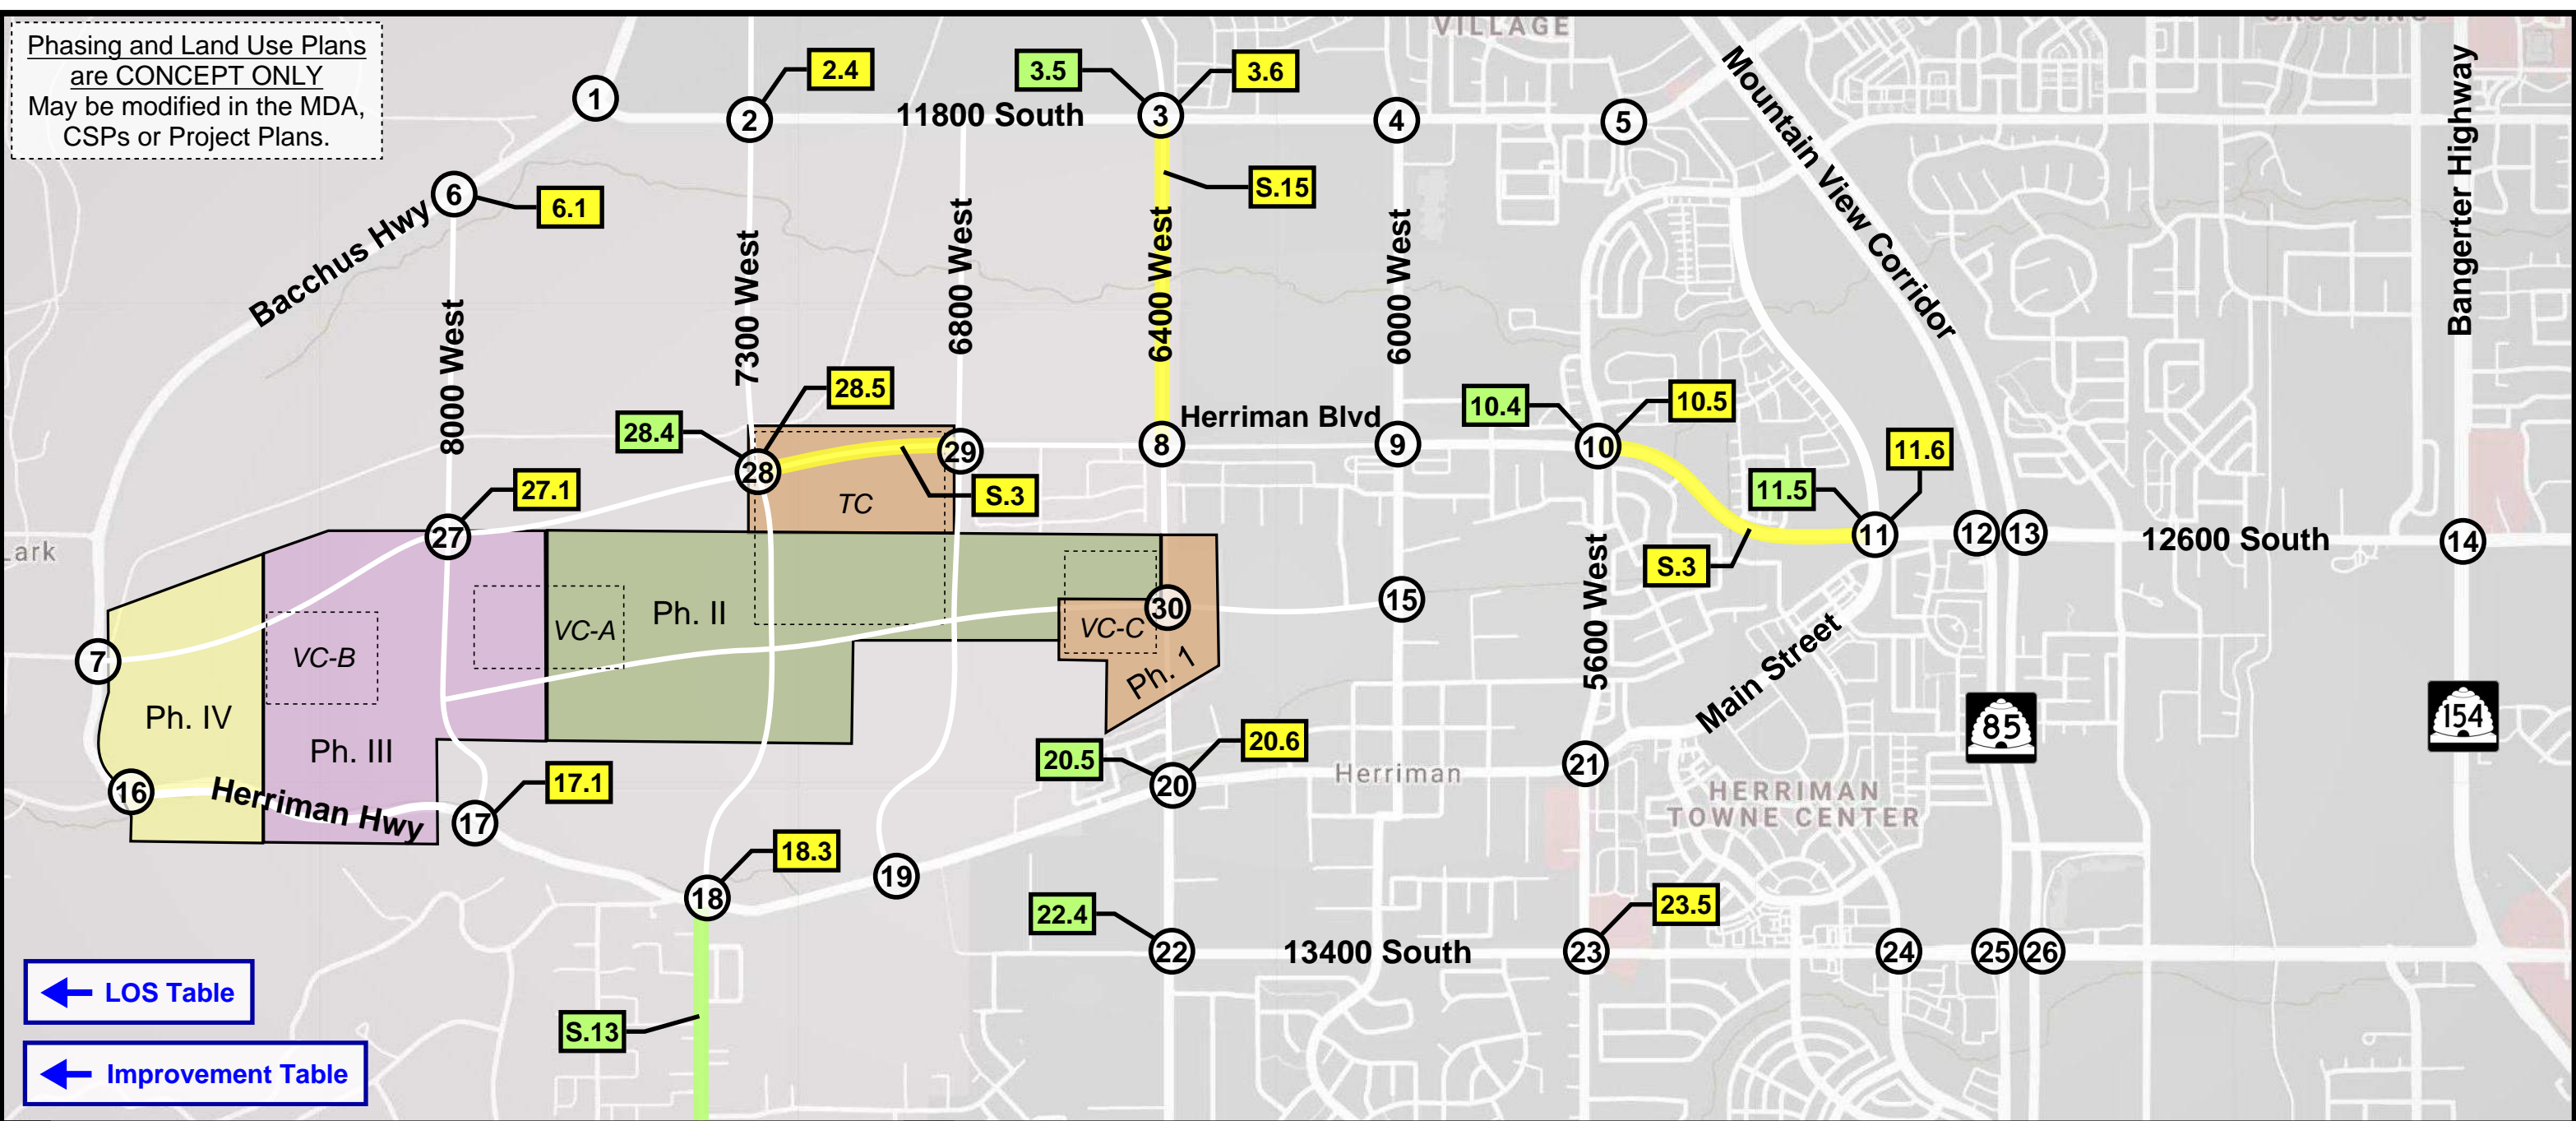 VILLAGE
CROSSING
Phasing and Land Use Plans
are CONCEPT ONLY
May be modified in the MDA,
CSPs or Project Plans.
1
2.4
2
11800 South
3.5
3.6
3
4
5
Mountain View Corridor
Bangerter Highway
6
6.1
S.15
Bacchus Hwy
8000 West
7300 West
6800 West
6400 West
6000 West
28.5
28.4
28
29
TC
S.3
8
Herriman Blvd
9
10.4
10.5
10
11.6
11.5
11
S.3
12
13
12600 South
14
27.1
27
Lark
Ph. II
VC-A
VC-B
VC-C
30
Ph. 1
15
5600 West
Main Street
7
Ph. IV
Ph. III
85
154
16
Herriman Hwy
17.1
17
20.5
20.6
20
Herriman
21
HERRIMAN
TOWNE CENTER
18.3
18
19
22.4
22
13400 South
23.5
23
24
25
26
LOS Table
S.13
Improvement Table